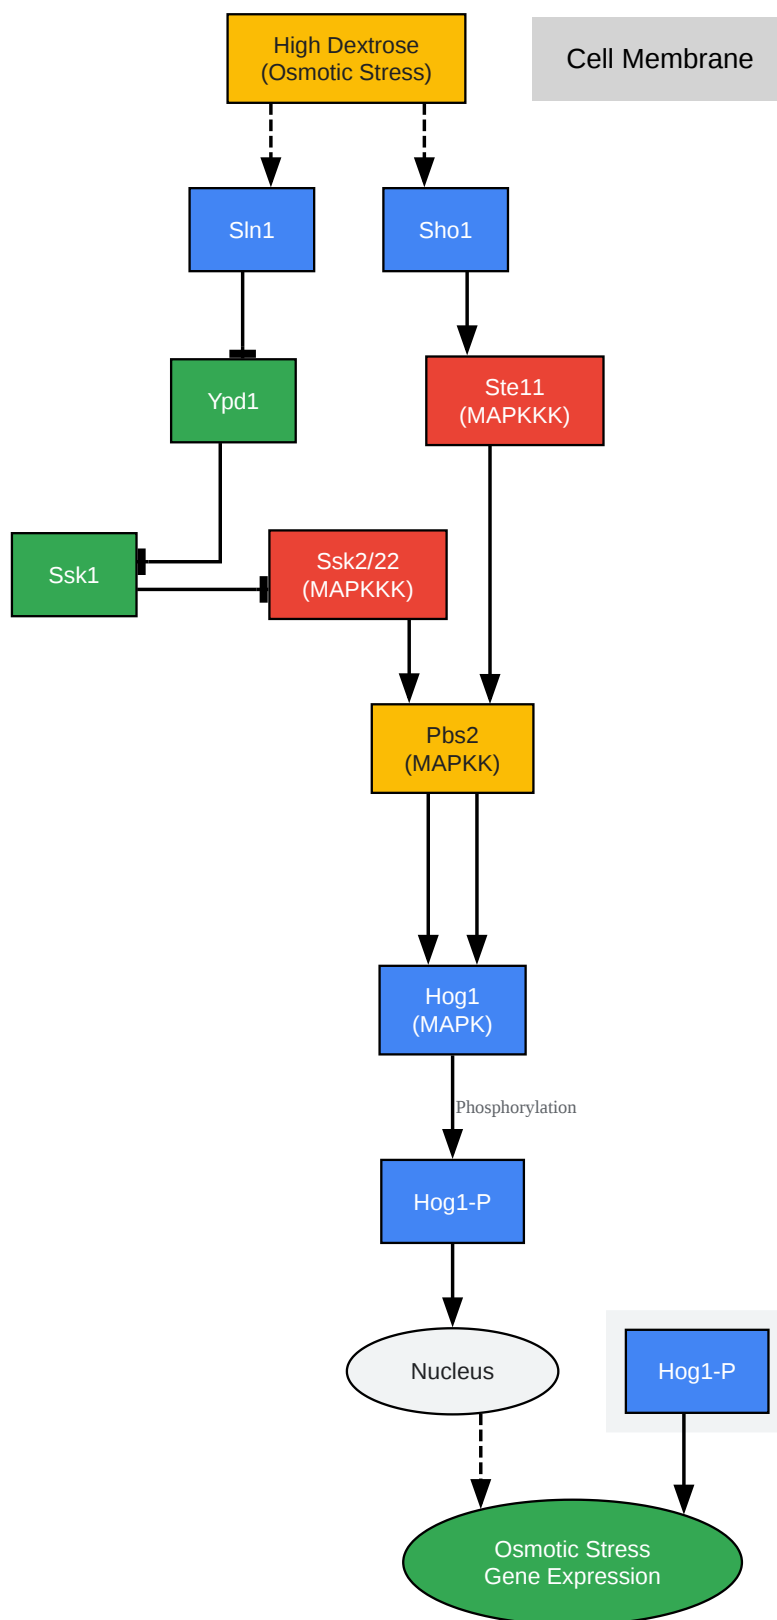 High Dextrose
(Osmotic Stress)
Cell Membrane
Sln1
Sho1
Ypd1
Ste11
(MAPKKK)
Ssk1
Ssk2/22
(MAPKKK)
Pbs2
(MAPKK)
Hog1
(MAPK)
Phosphorylation
Hog1-P
Nucleus
Hog1-P
Osmotic Stress
Gene Expression